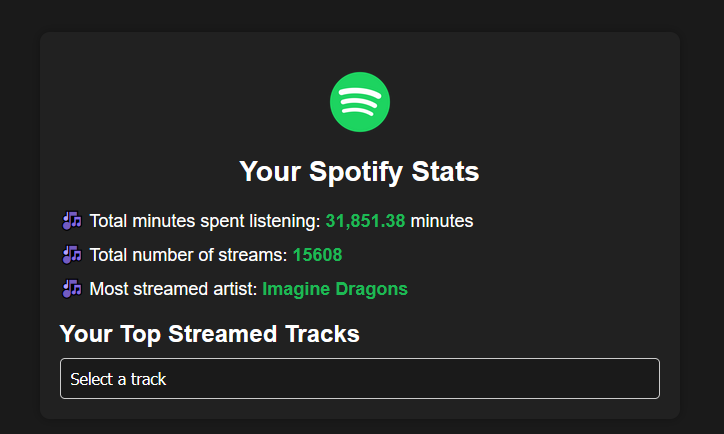 Your Spotify Stats
Total minutes spent listening: 31,851.38 minutes
Total number of streams: 15608
Most streamed artist: Imagine Dragons
Your Top Streamed Tracks
Select a track